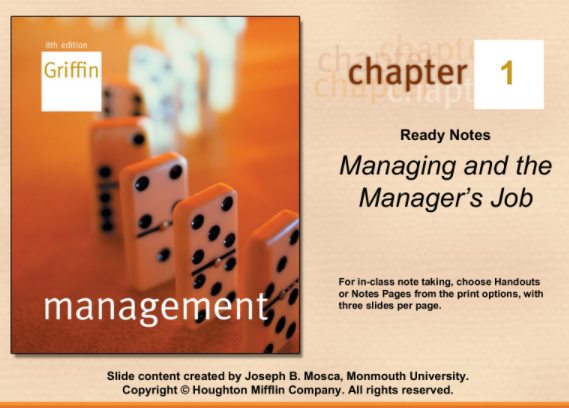 8th edition
Griffin
management
chapter 1
Ready Notes
Managing and the
Manager's Job
For in-class note taking, choose Handouts
or Notes Pages from the print options, with
three slides per page.
Slide content created by Joseph B. Mosca, Monmouth University.
Copyright © Houghton Mifflin Company. All rights reserved.